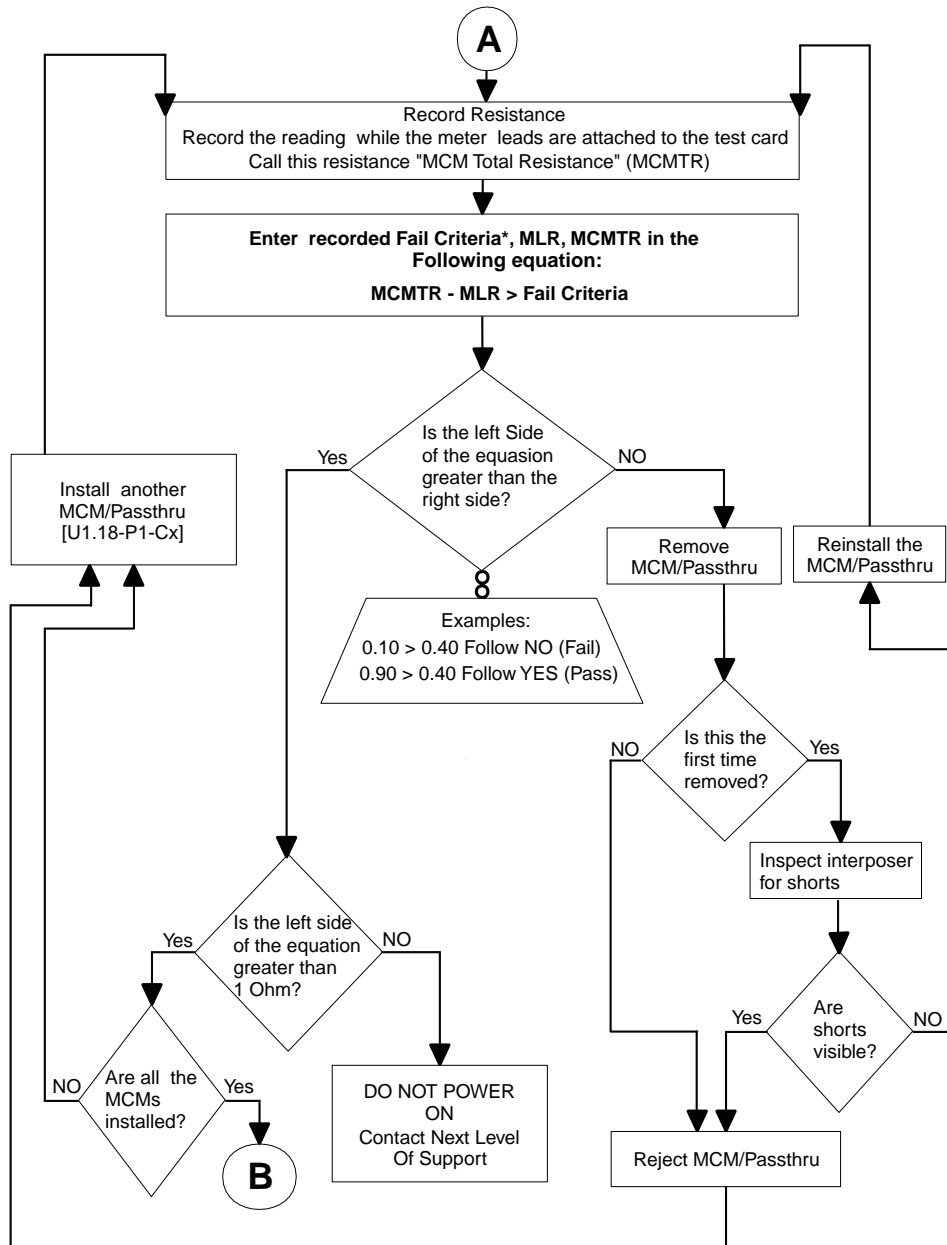 A
Record Resistance
Record the reading while the meter leads are attached to the test card
Call this resistance "MCM Total Resistance" (MCMTR)
Enter recorded Fail Criteria*, MLR, MCMTR in the
Following equation:
MCMTR - MLR > Fail Criteria
Is the left Side
of the equasion
greater than the
right side?
Yes
NO
Install another
MCM/Passthru
[U1.18-P1-Cx]
Remove
MCM/Passthru
Reinstall the
MCM/Passthru
Examples:
0.10 > 0.40 Follow NO (Fail)
0.90 > 0.40 Follow YES (Pass)
NO
Is this the
first time
removed?
Yes
Inspect interposer
for shorts
Yes
Is the left side
of the equation
greater than
1 Ohm?
NO
Yes
Are
shorts
visible?
NO
NO
Are all the
MCMs
installed?
Yes
B
DO NOT POWER
ON
Contact Next Level
Of Support
Reject MCM/Passthru